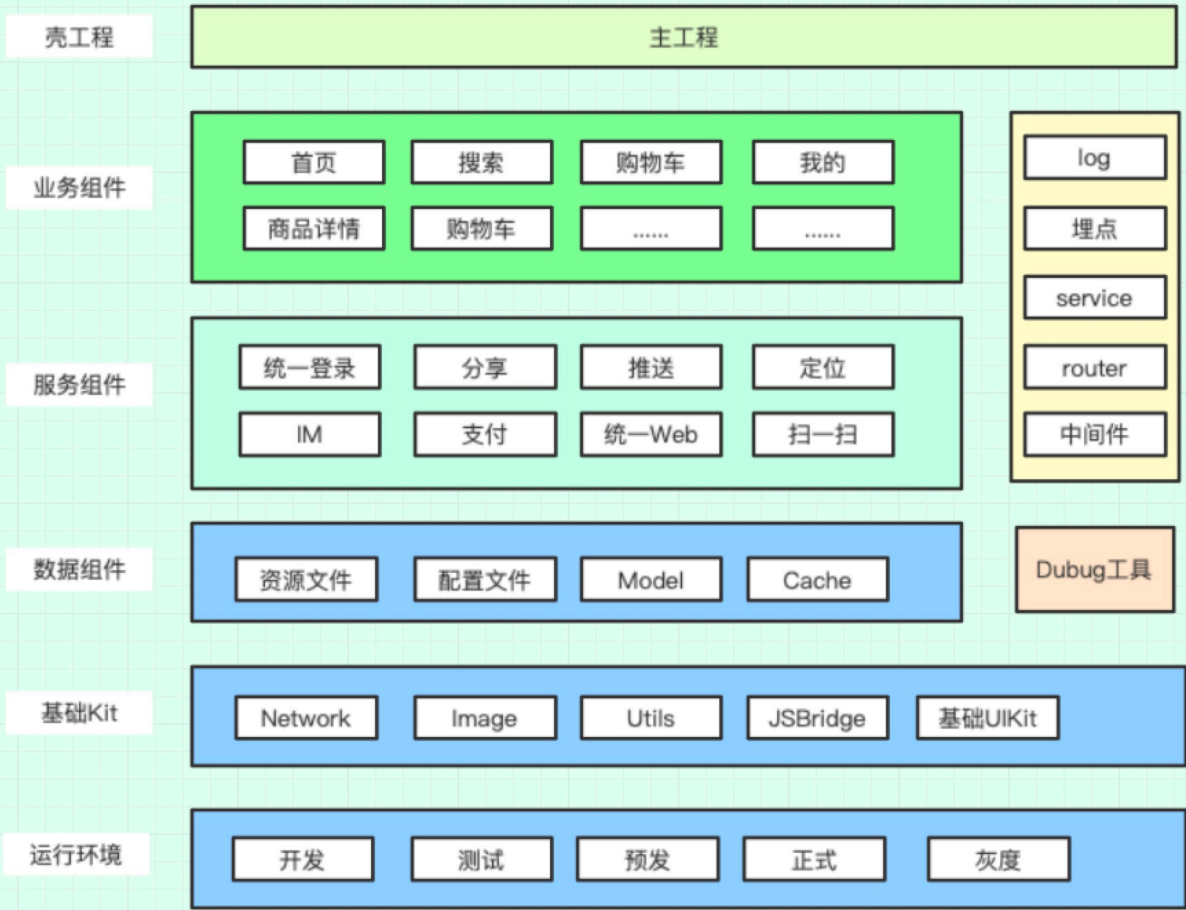 壳工程
主工程
业务组件
首页
搜索
购物车
我的
商品详情
购物车
......
......
log
埋点
service
router
中间件
服务组件
统一登录
分享
推送
定位
IM
支付
统一Web
扫一扫
数据组件
资源文件
配置文件
Model
Cache
Dubug工具
基础Kit
Network
Image
Utils
JSBridge
基础UIKit
运行环境
开发
测试
预发
正式
灰度